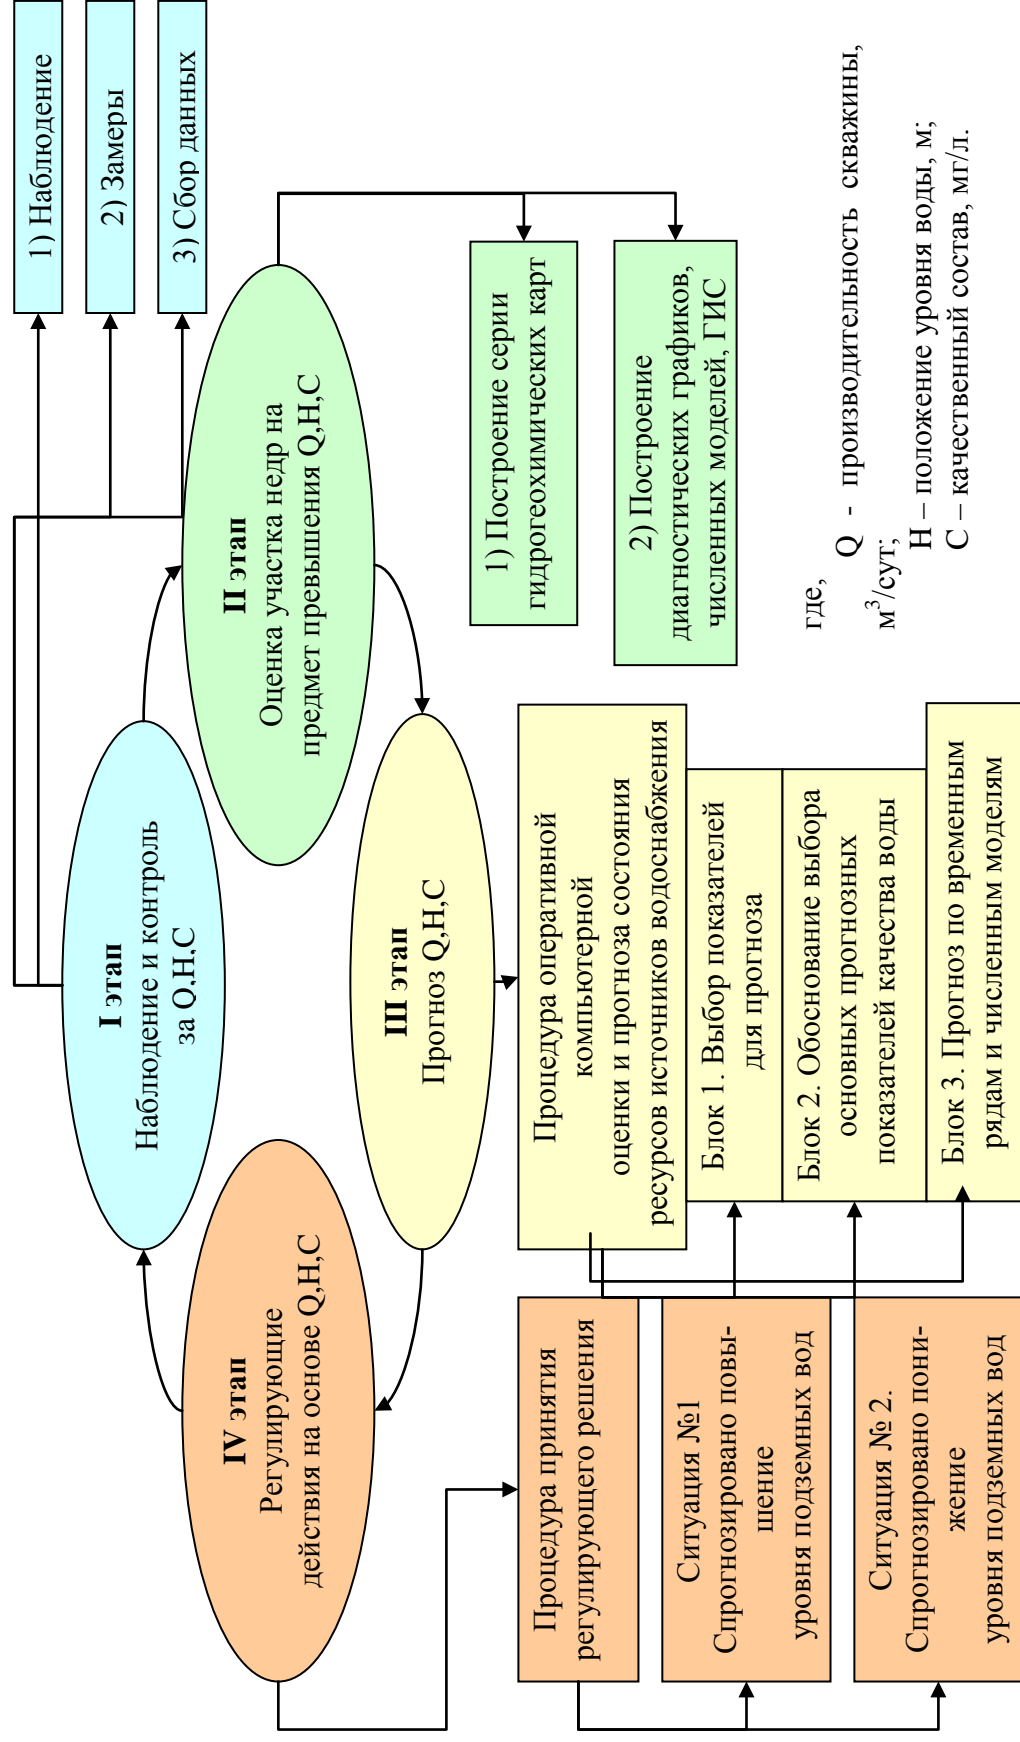 I этап
Наблюдение и контроль
за Q,H,C
1) Наблюдение
2) Замеры
3) Сбор данных
II этап
Оценка участка недр на
предмет превышения Q,H,C
1) Построение серии
гидрогеохимических карт
2) Построение
диагностических графиков,
численных моделей, ГИС
III этап
Прогноз Q,H,C
Процедура оперативной
компьютерной
оценки и прогноза состояния
ресурсов источников водоснабжения
Блок 1. Выбор показателей
для прогноза
Блок 2. Обоснование выбора
основных прогнозных
показателей качества воды
Блок 3. Прогноз по временным
рядам и численным моделям
IV этап
Регулирующие
действия на основе Q,H,C
Процедура принятия
регулирующего решения
Ситуация №1
Спрогнозировано повы-
шение
уровня подземных вод
Ситуация № 2.
Спрогнозировано пони-
жение
уровня подземных вод
где,
Q - производительность скважины,
м³/сут;
H – положение уровня воды, м;
C – качественный состав, мг/л.